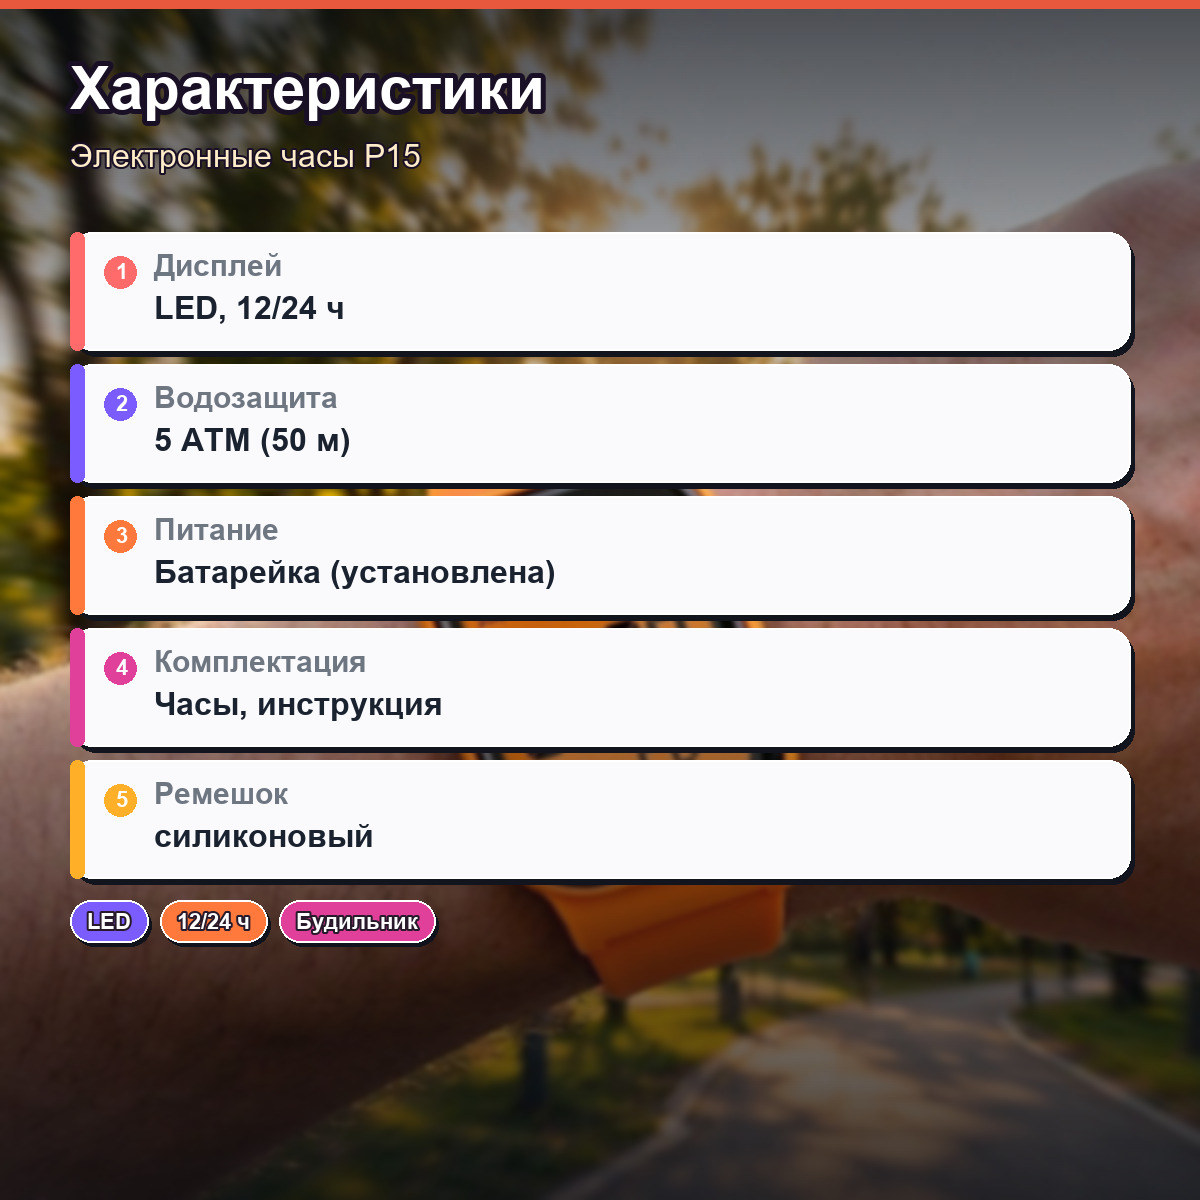 Характеристики
Электронные часы P15
1 Дисплей
LED, 12/24 ч
2 Водозащита
5 ATM (50 м)
3 Питание
Батарейка (установлена)
4 Комплектация
Часы, инструкция
5 Ремешок
силиконовый
LED 12/24 ч Будильник